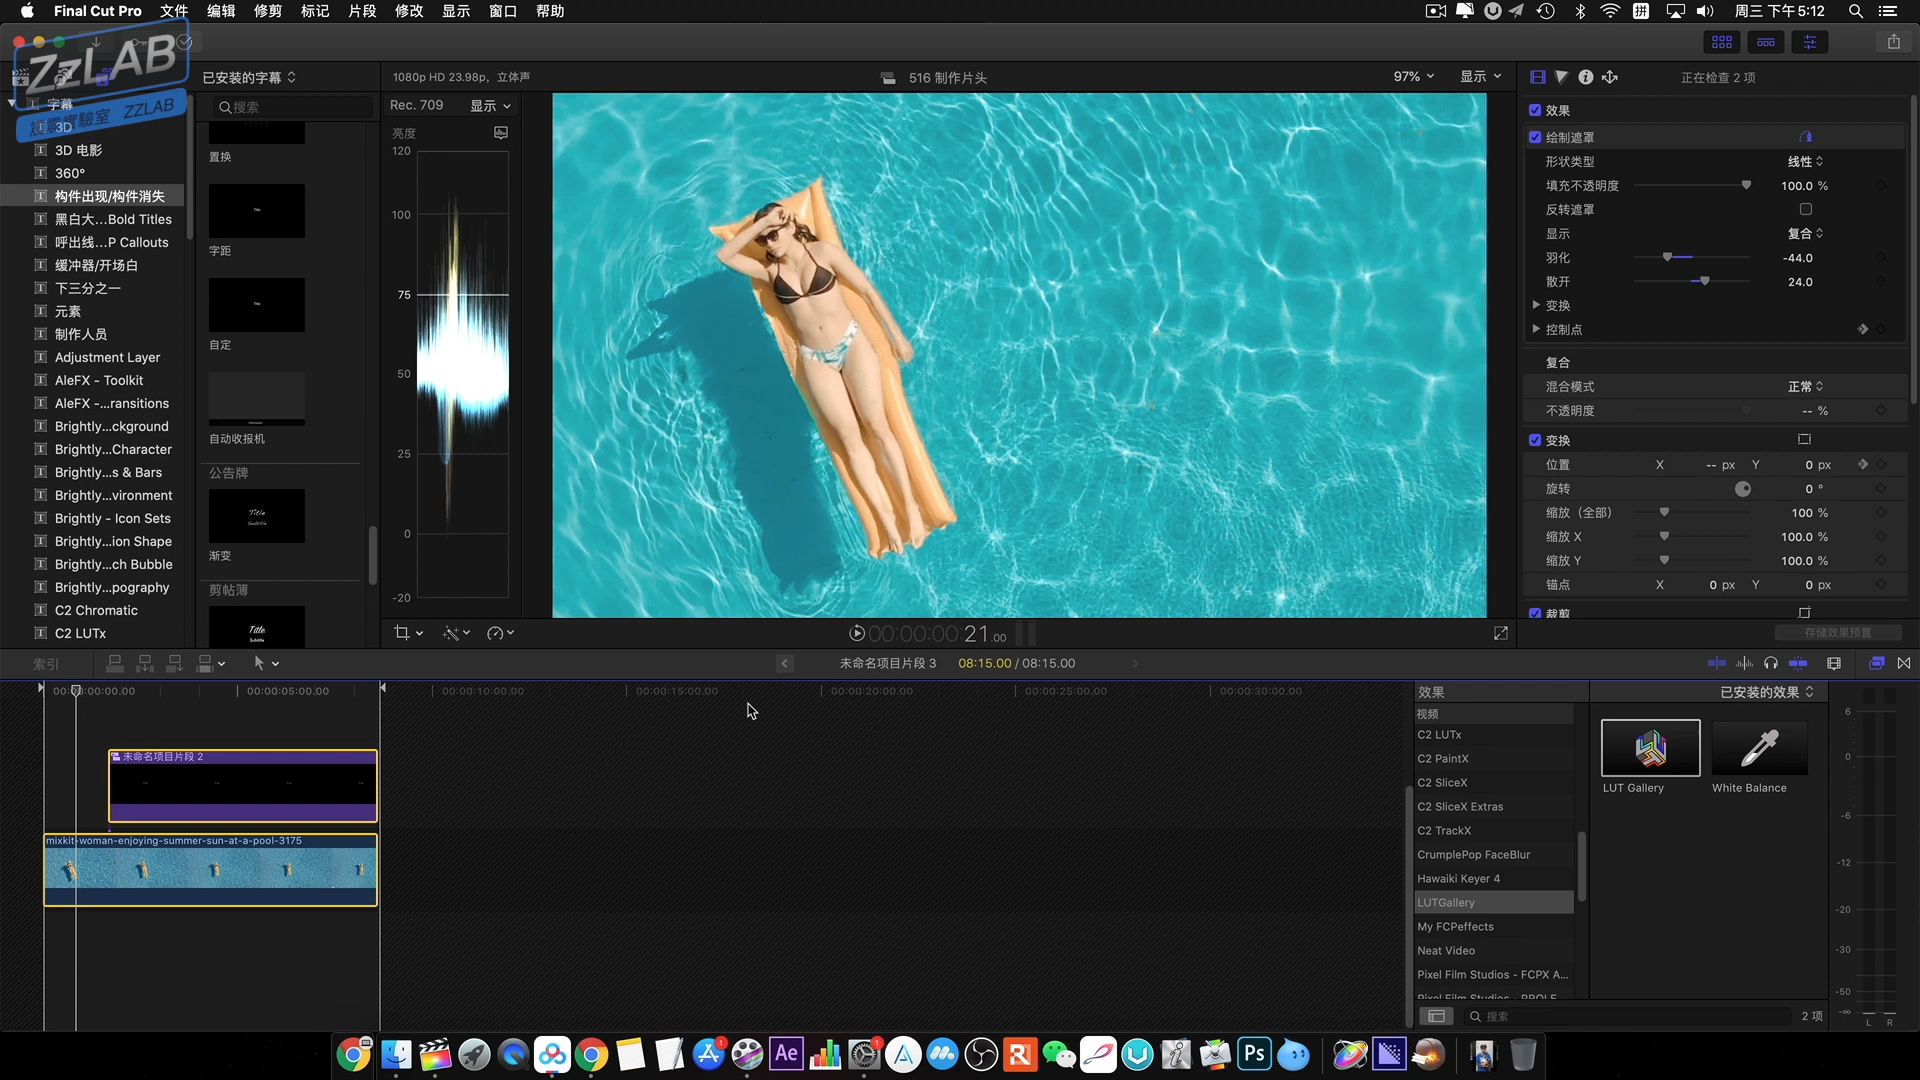 Final Cut Pro 文件 编辑 修剪 标记 片段 修改 显示 窗口 帮助
拼 周三 下午5:12
ZzLAB
ZZLAB
已安装的字幕
1080p HD 23.98p, 立体声
516 制作片头
97%
显示
正在检查 2 项
字幕
搜索
Rec. 709
显示
3D
3D 电影
360°
构件出现/构件消失
黑白大…Bold Titles
呼出线…P Callouts
缓冲器/开场白
下三分之一
元素
制作人员
Adjustment Layer
AleFX - Toolkit
AleFX -...ransitions
Brightly...ckground
Brightly...Character
Brightly...s & Bars
Brightly...vironment
Brightly - Icon Sets
Brightly...ion Shape
Brightly...ch Bubble
Brightly...pography
C2 Chromatic
C2 LUTx
置换
字距
自定
自动收报机
公告牌
Title
渐变
剪帖簿
Title
Subtitle
亮度
120
100
75
50
25
0
-20
效果
绘制遮罩
形状类型 线性
填充不透明度 100.0 %
反转遮罩
显示 复合
羽化 -44.0
散开 24.0
变换
控制点
复合
混合模式 正常
不透明度 -- %
变换
位置 X -- px Y 0 px
旋转 0 °
缩放（全部） 100 %
缩放 X 100.0 %
缩放 Y 100.0 %
锚点 X 0 px Y 0 px
裁剪
存储效果预置
00:00:00:00:21.00
索引
未命名项目片段 3 08:15.00 / 08:15.00
00:00:00:00.00
00:00:05:00.00
00:00:10:00.00
00:00:15:00.00
00:00:20:00.00
00:00:25:00.00
00:00:30:00.00
未命名项目片段 2
mixkit-woman-enjoying-summer-sun-at-a-pool-3175
效果
已安装的效果
视频
C2 LUTx
C2 PaintX
C2 SliceX
C2 SliceX Extras
C2 TrackX
CrumplePop FaceBlur
Hawaiki Keyer 4
LUTGallery
My FCPeffects
Neat Video
Pixel Film Studios - FCPX A...
Pixel Film Studios - PROLE
LUT Gallery
White Balance
搜索
2 项
6
0
-6
-12
-20
-30
-50
-∞
L R
Ae
Ps